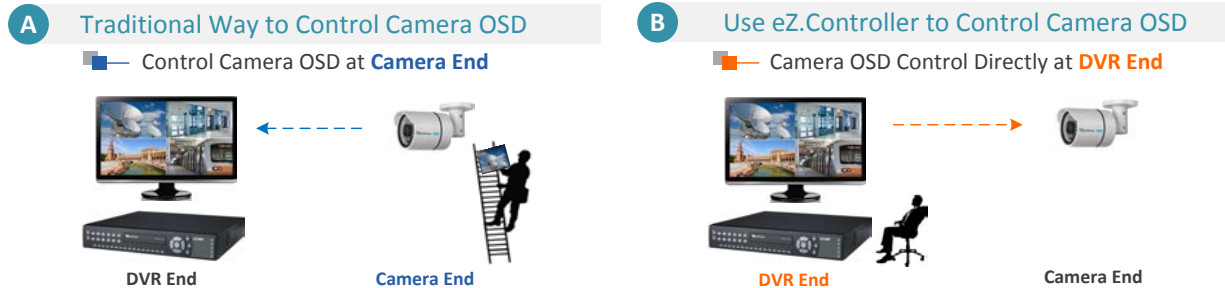 A
Traditional Way to Control Camera OSD
Control Camera OSD at Camera End
DVR End
Camera End
B
Use eZ.Controller to Control Camera OSD
Camera OSD Control Directly at DVR End
DVR End
Camera End